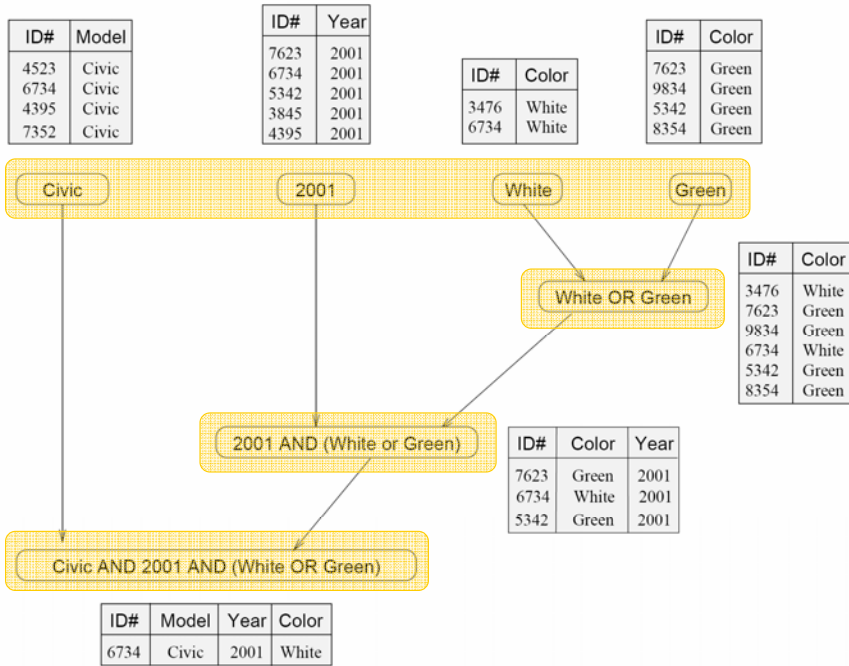 ID# Model
4523 Civic
6734 Civic
4395 Civic
7352 Civic
ID# Year
7623 2001
6734 2001
5342 2001
3845 2001
4395 2001
ID# Color
3476 White
6734 White
ID# Color
7623 Green
9834 Green
5342 Green
8354 Green
Civic 2001 White Green
White OR Green
ID# Color
3476 White
7623 Green
9834 Green
6734 White
5342 Green
8354 Green
2001 AND (White or Green)
ID# Color Year
7623 Green 2001
6734 White 2001
5342 Green 2001
Civic AND 2001 AND (White OR Green)
ID# Model Year Color
6734 Civic 2001 White